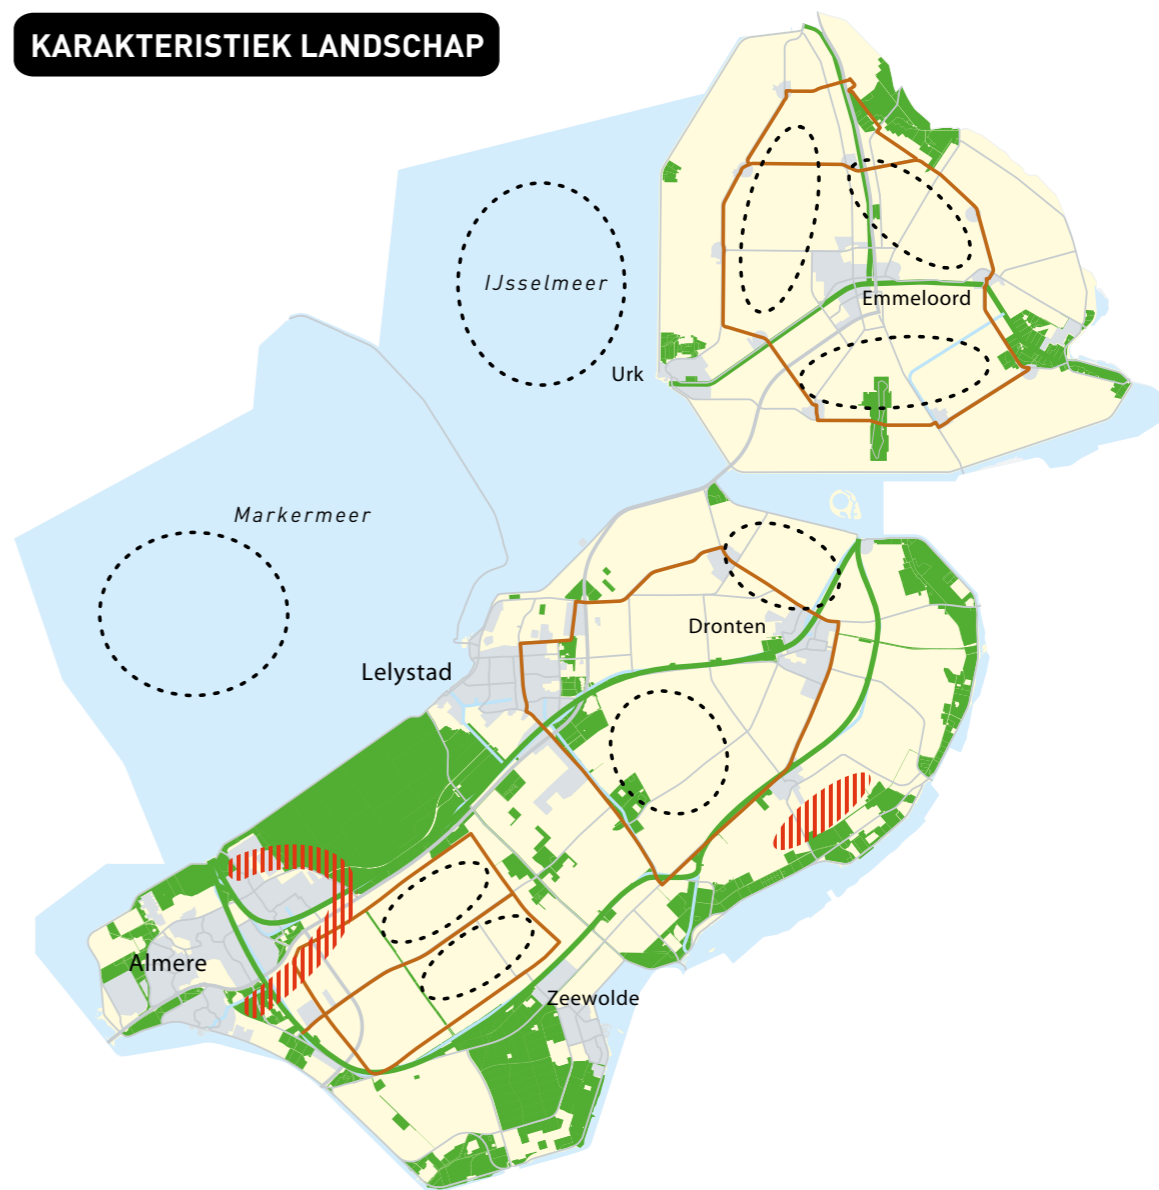 KARAKTERISTIEK LANDSCHAP
IJsselmeer
Emmeloord
Urk
Markermeer
Dronten
Lelystad
Almere
Zeewolde